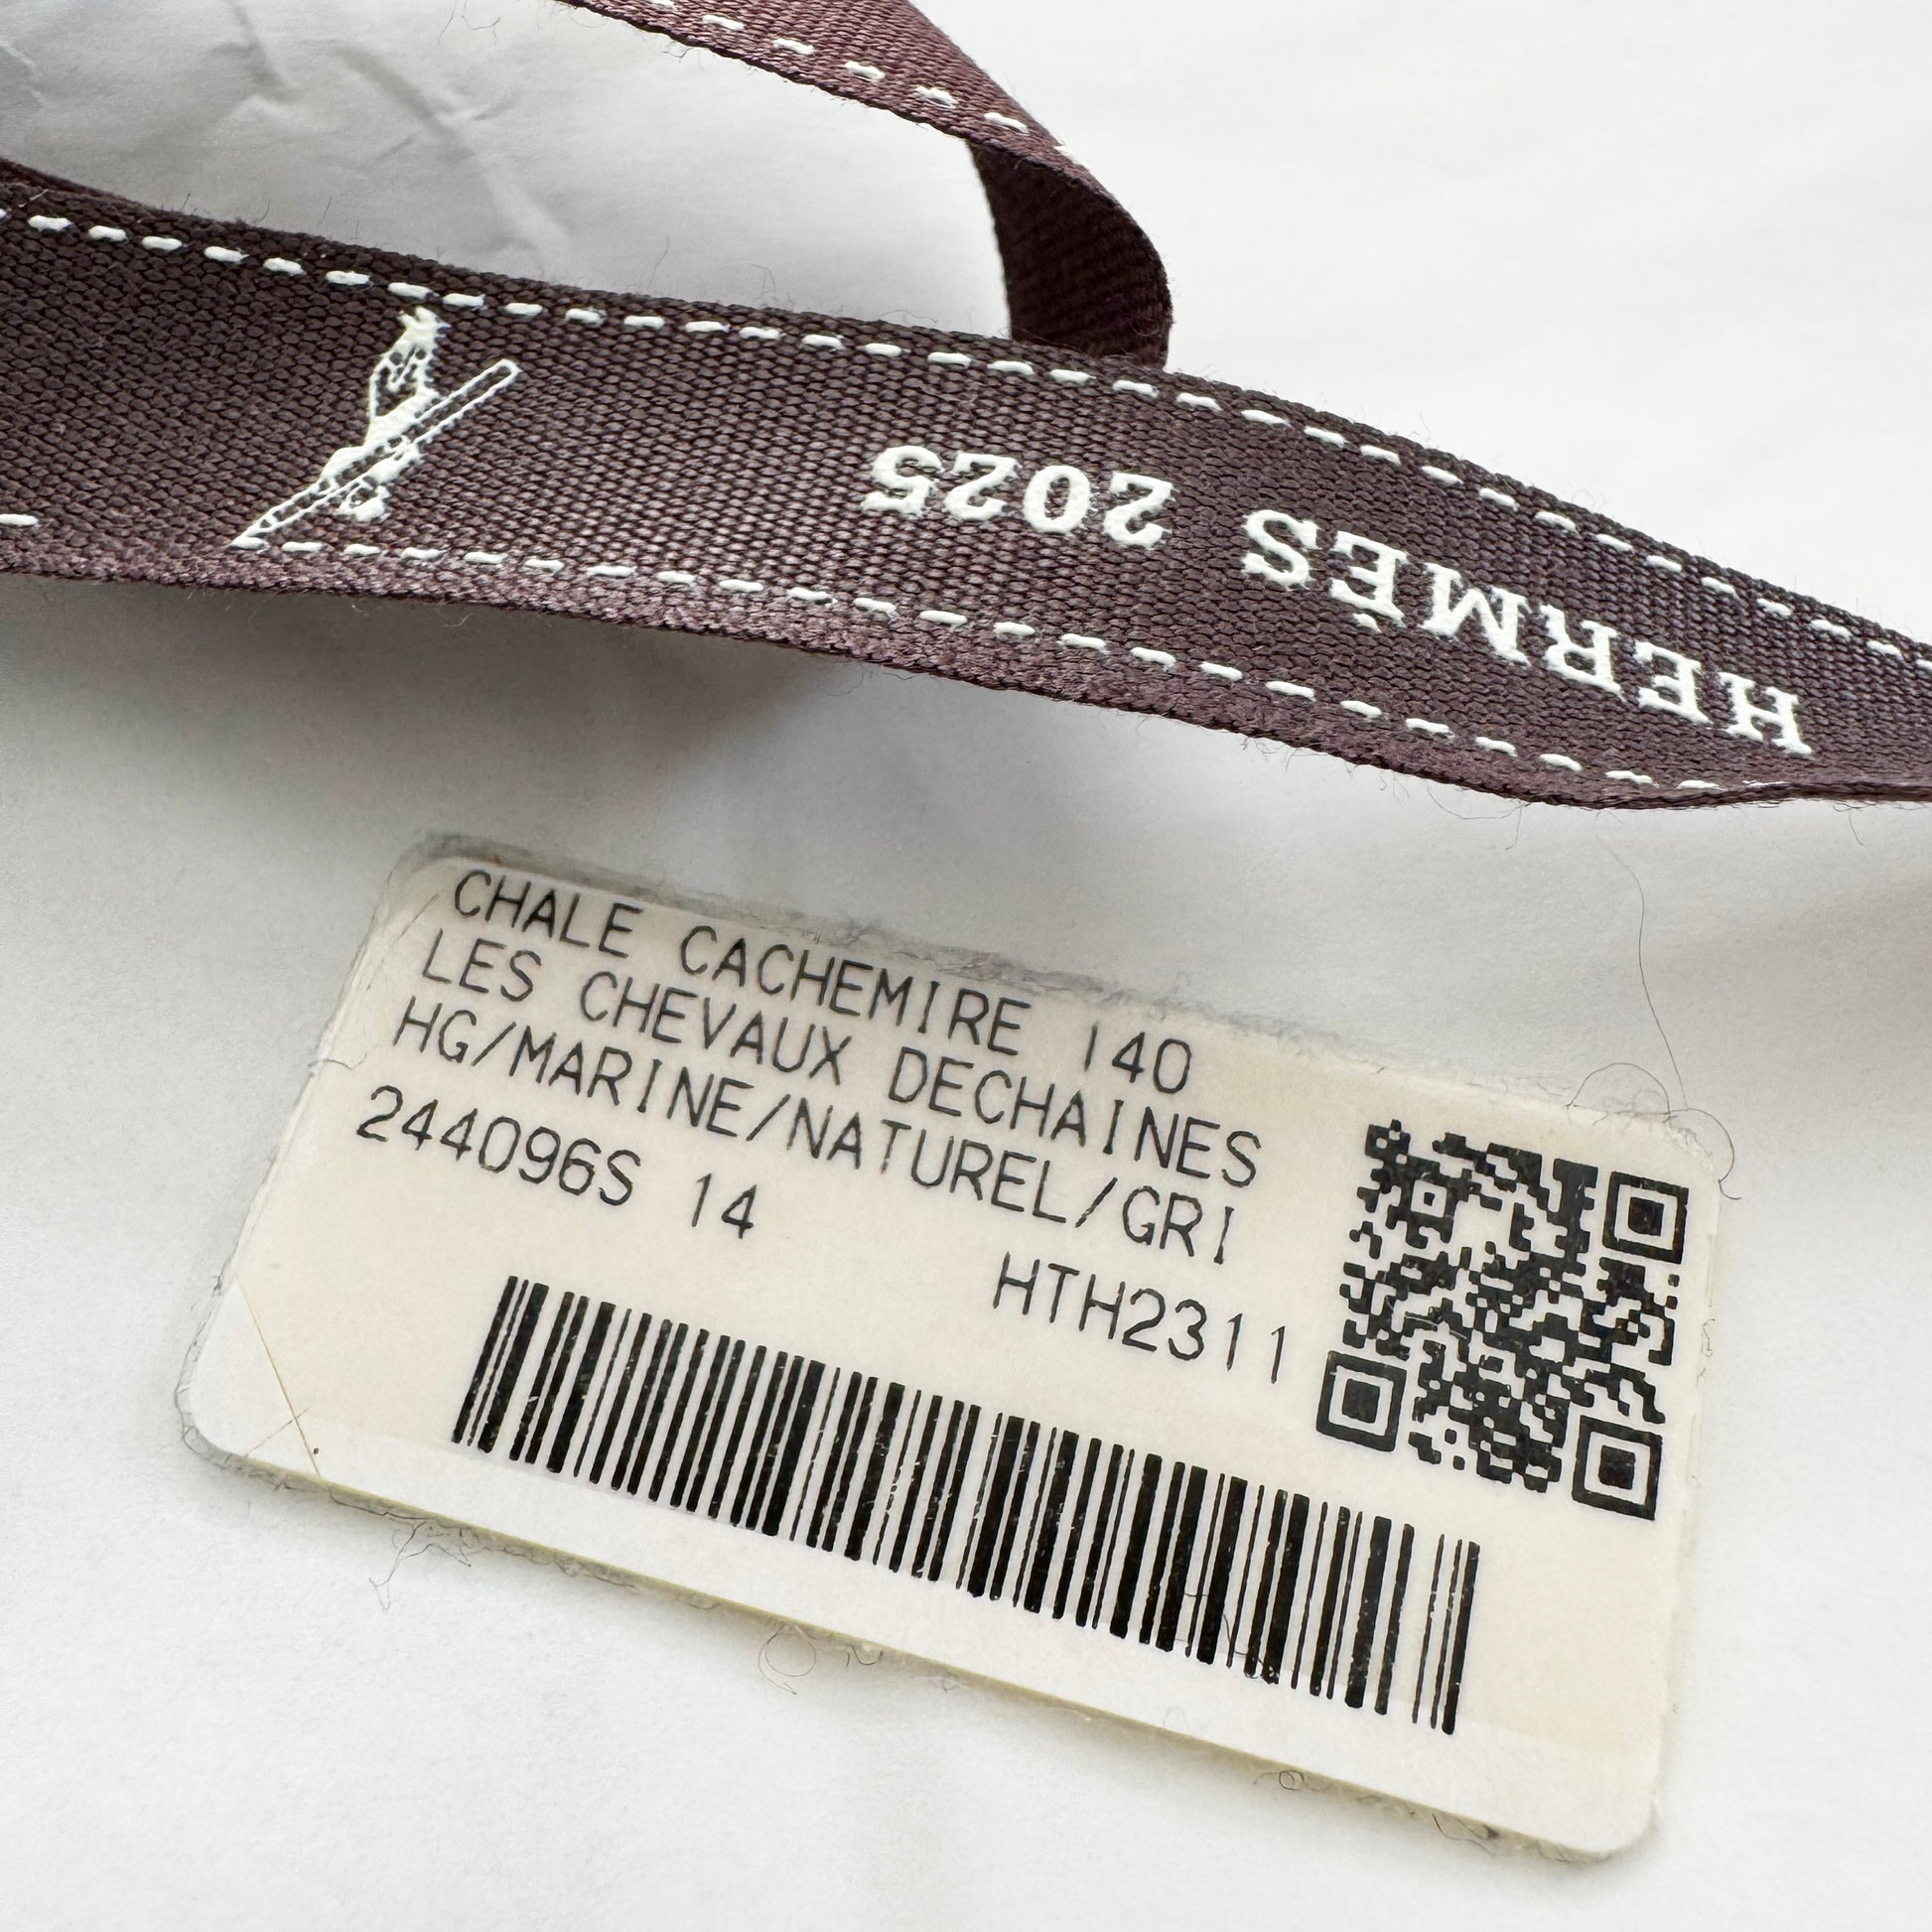 HERMÈS 2025
CHALE CACHEMIRE 140
LES CHEVAUX DECHAINES
HG/MARINE/NATUREL/GRI
244096S 14
HTH2311